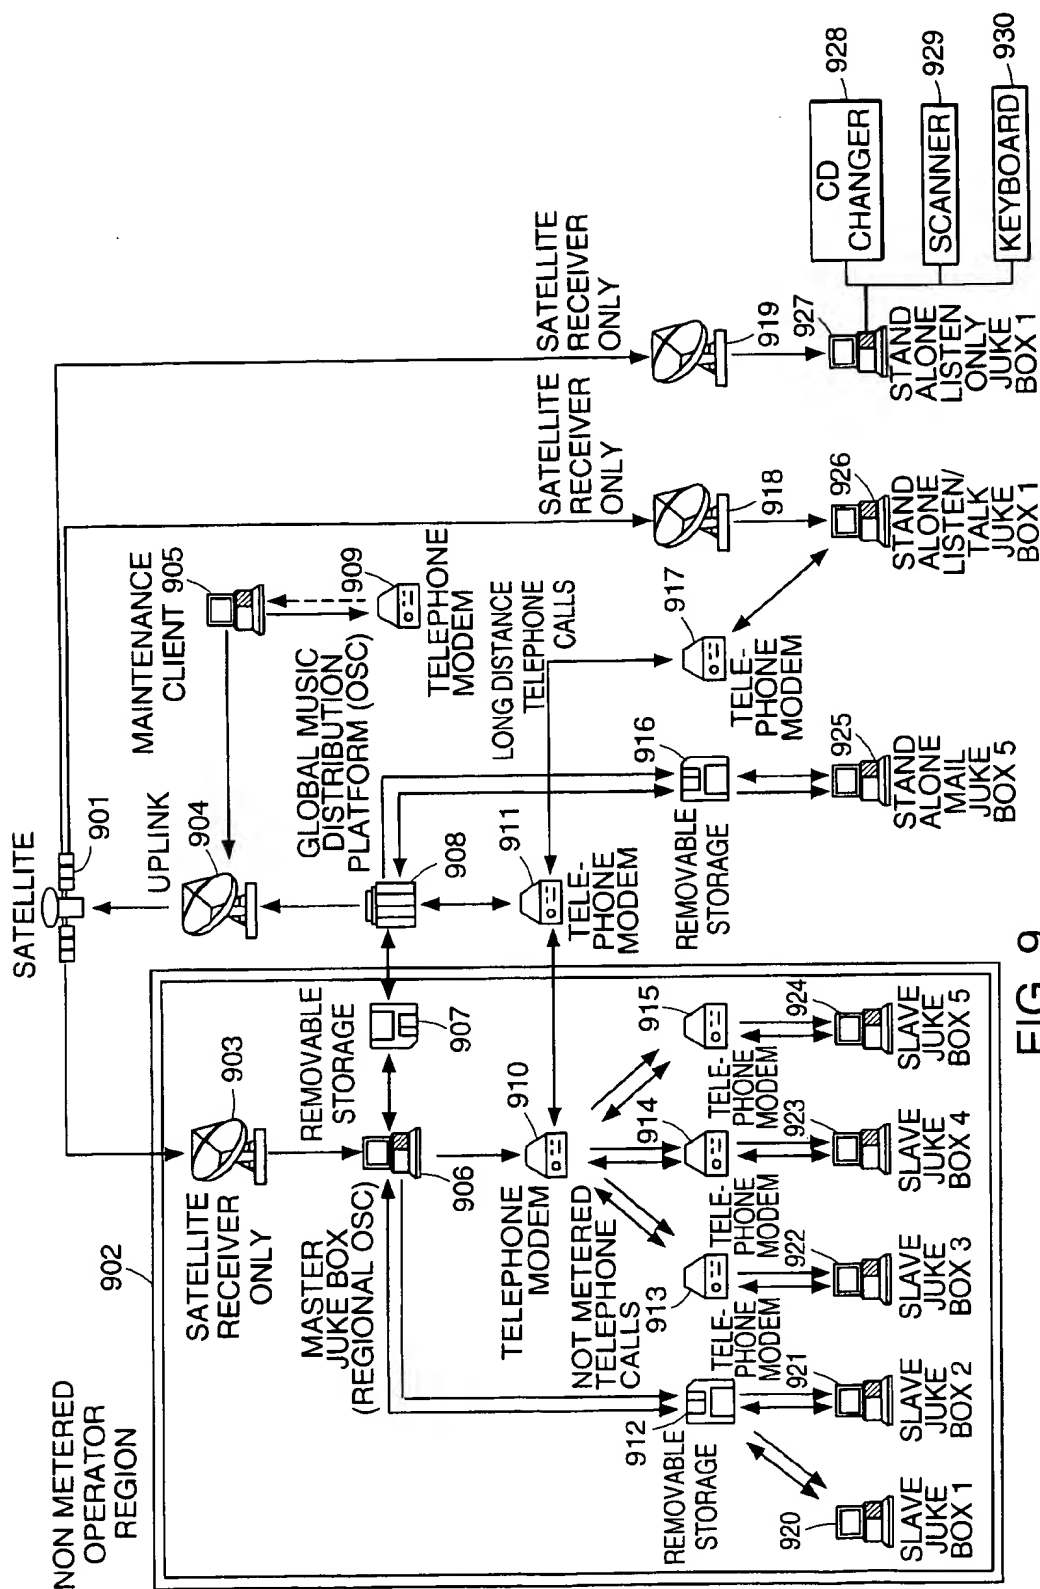 SATELLITE
901
UPLINK
904
MAINTENANCE
CLIENT 905
909
TELEPHONE
MODEM
GLOBAL MUSIC
DISTRIBUTION
PLATFORM (OSC)
908
NON METERED
OPERATOR
REGION
902
SATELLITE
RECEIVER
ONLY
903
REMOVABLE
STORAGE
907
MASTER
JUKE BOX
(REGIONAL OSC)
906
TELEPHONE
MODEM
910
NOT METERED
TELEPHONE
CALLS
911
TELE-
PHONE
MODEM
LONG DISTANCE
TELEPHONE
CALLS
SATELLITE
RECEIVER
ONLY
SATELLITE
RECEIVER
ONLY
912
REMOVABLE
STORAGE
913
TELE-
PHONE
MODEM
914
TELE-
PHONE
MODEM
915
TELE-
PHONE
MODEM
916
REMOVABLE
STORAGE
917
TELE-
PHONE
MODEM
918
919
920
SLAVE
JUKE
BOX 1
921
SLAVE
JUKE
BOX 2
922
SLAVE
JUKE
BOX 3
923
SLAVE
JUKE
BOX 4
924
SLAVE
JUKE
BOX 5
925
STAND
ALONE
MAIL
JUKE
BOX 5
926
STAND
ALONE
LISTEN/
TALK
JUKE
BOX 1
927
STAND
ALONE
LISTEN
ONLY
JUKE
BOX 1
CD
CHANGER
928
SCANNER
929
KEYBOARD
930
FIG. 9